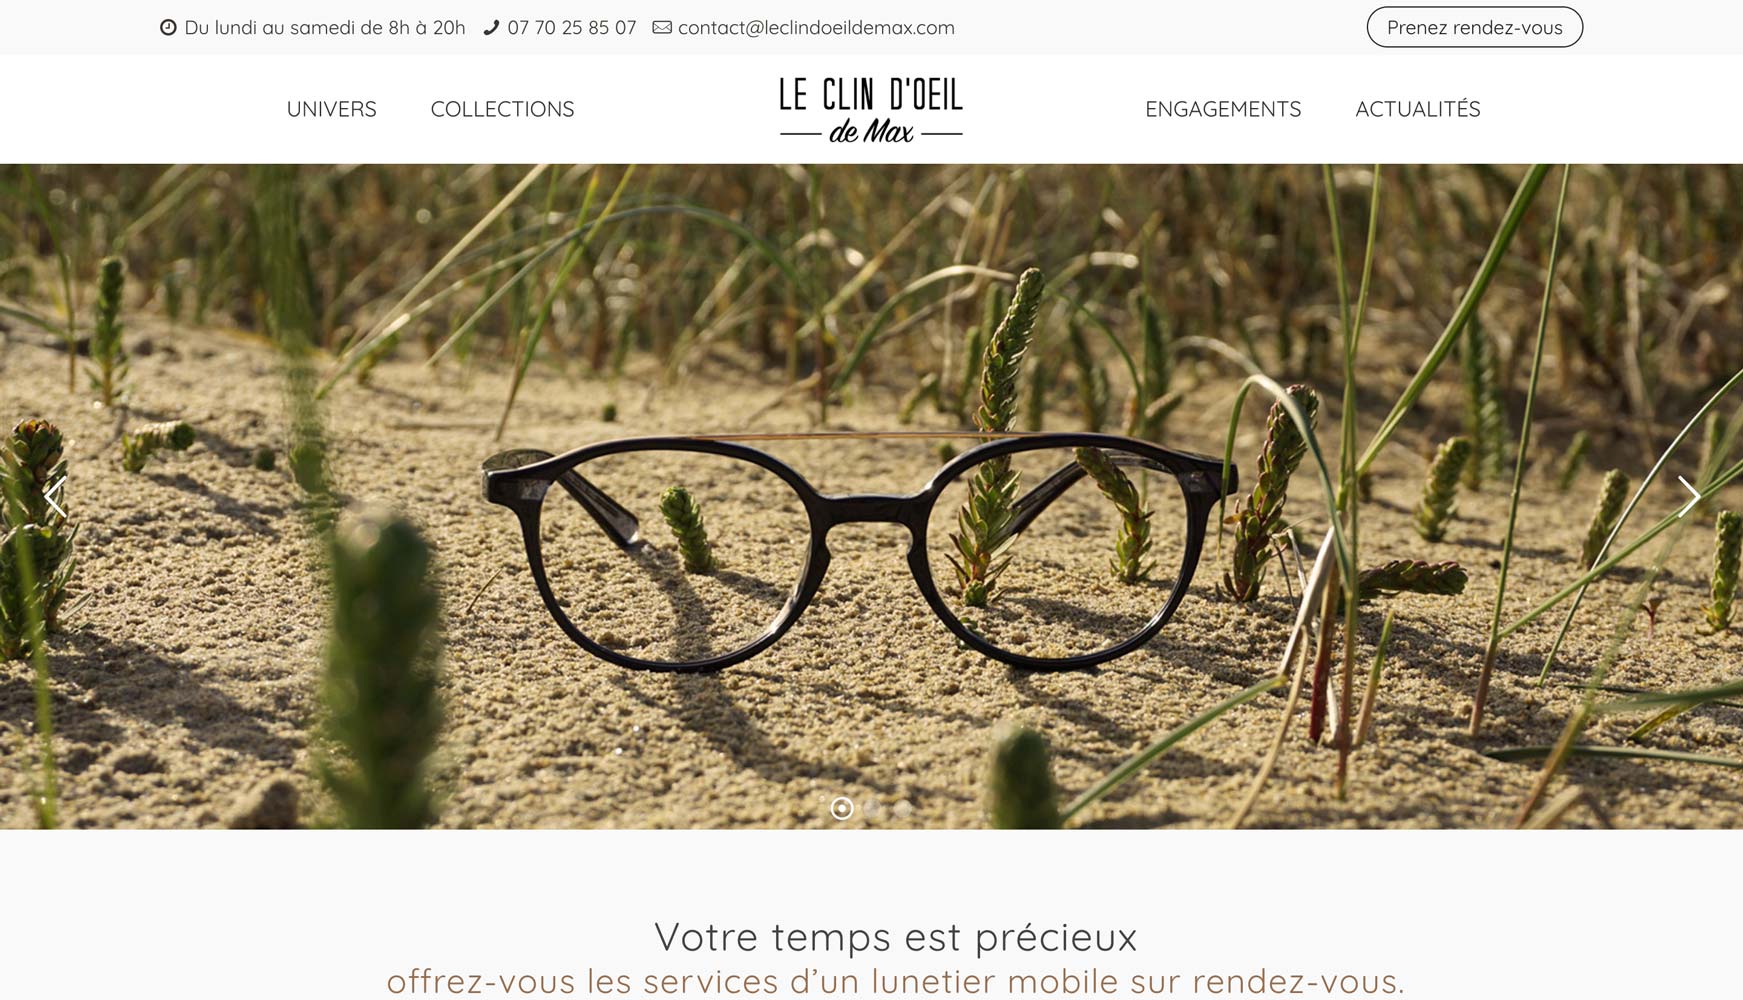 Du lundi au samedi de 8h à 20h 07 70 25 85 07 contact@leclindoeildemax.com Prenez rendez-vous
UNIVERS COLLECTIONS LE CLIN D'OEIL de Max ENGAGEMENTS ACTUALITÉS
Votre temps est précieux
offrez-vous les services d’un lunetier mobile sur rendez-vous.